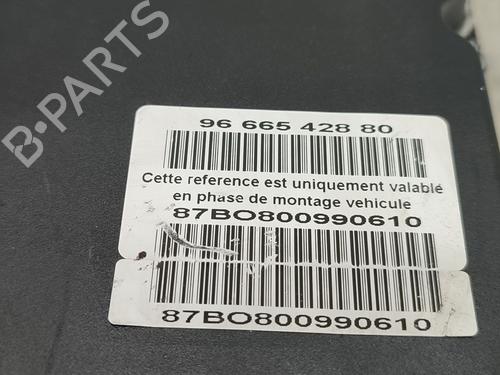 B-PARTS
96 665 428 80
Cette reference est uniquement valable
en phase de montage vehicule
87BO800990610
87BO800990610